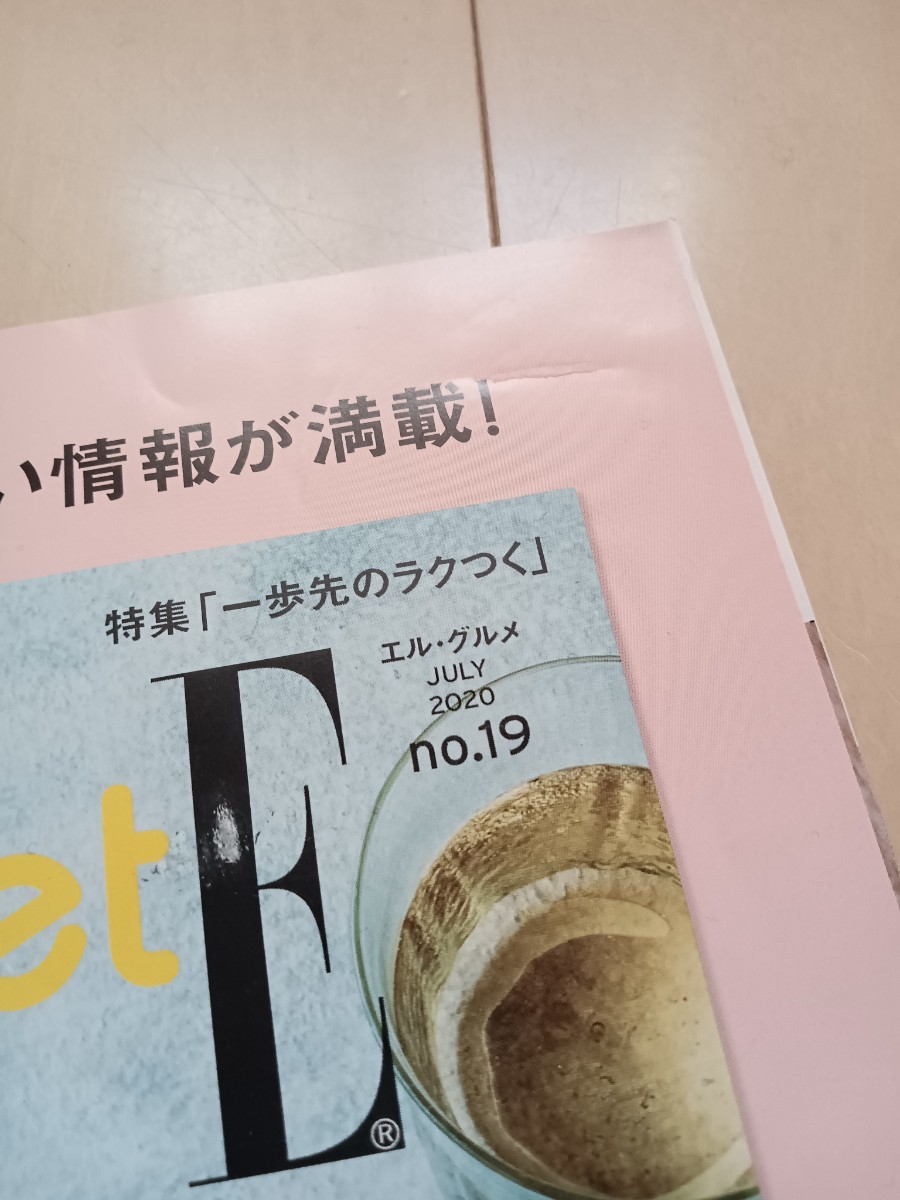 い情報が満載!
特集「一歩先のラクつく」
エル・グルメ
JULY
2020
no.19
et
E®